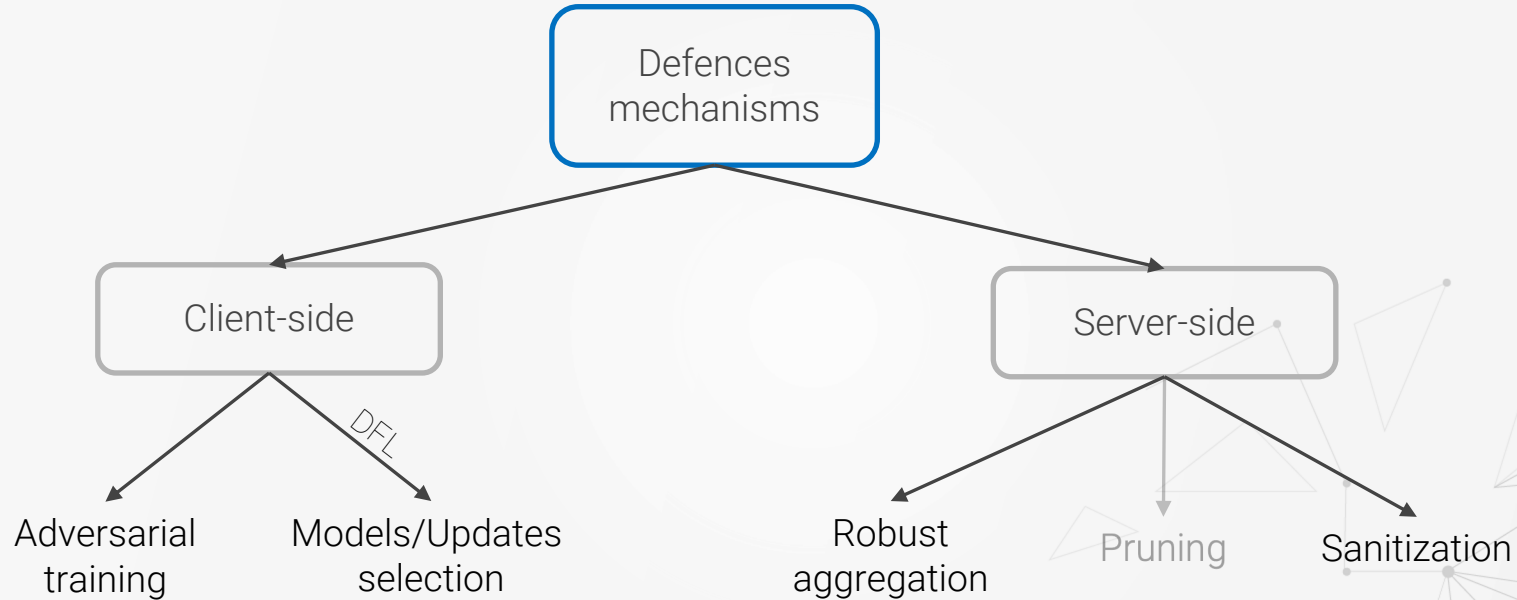 Defences
mechanisms
Client-side
Server-side
DFL
Adversarial
training
Models/Updates
selection
Robust
aggregation
Pruning
Sanitization